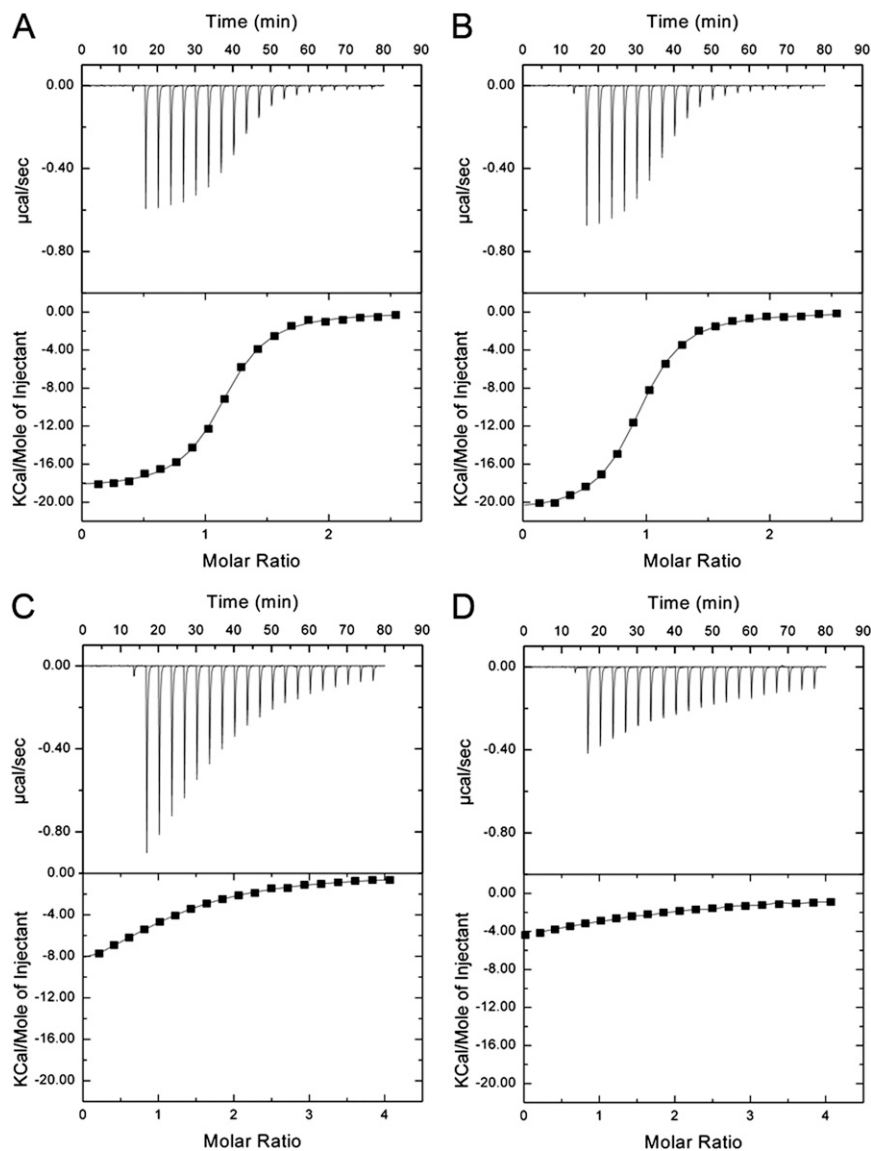 A
Time (min)
0 10 20 30 40 50 60 70 80 90
0.00
-0.40
-0.80
µcal/sec
0.00
-4.00
-8.00
-12.00
-16.00
-20.00
KCal/Mole of Injectant
0 1 2
Molar Ratio
B
Time (min)
0 10 20 30 40 50 60 70 80 90
0.00
-0.40
-0.80
µcal/sec
0.00
-4.00
-8.00
-12.00
-16.00
-20.00
KCal/Mole of Injectant
0 1 2
Molar Ratio
C
Time (min)
0 10 20 30 40 50 60 70 80 90
0.00
-0.40
-0.80
µcal/sec
0.00
-4.00
-8.00
-12.00
-16.00
-20.00
KCal/Mole of Injectant
0 1 2 3 4
Molar Ratio
D
Time (min)
0 10 20 30 40 50 60 70 80 90
0.00
-0.40
-0.80
µcal/sec
0.00
-4.00
-8.00
-12.00
-16.00
-20.00
KCal/Mole of Injectant
0 1 2 3 4
Molar Ratio